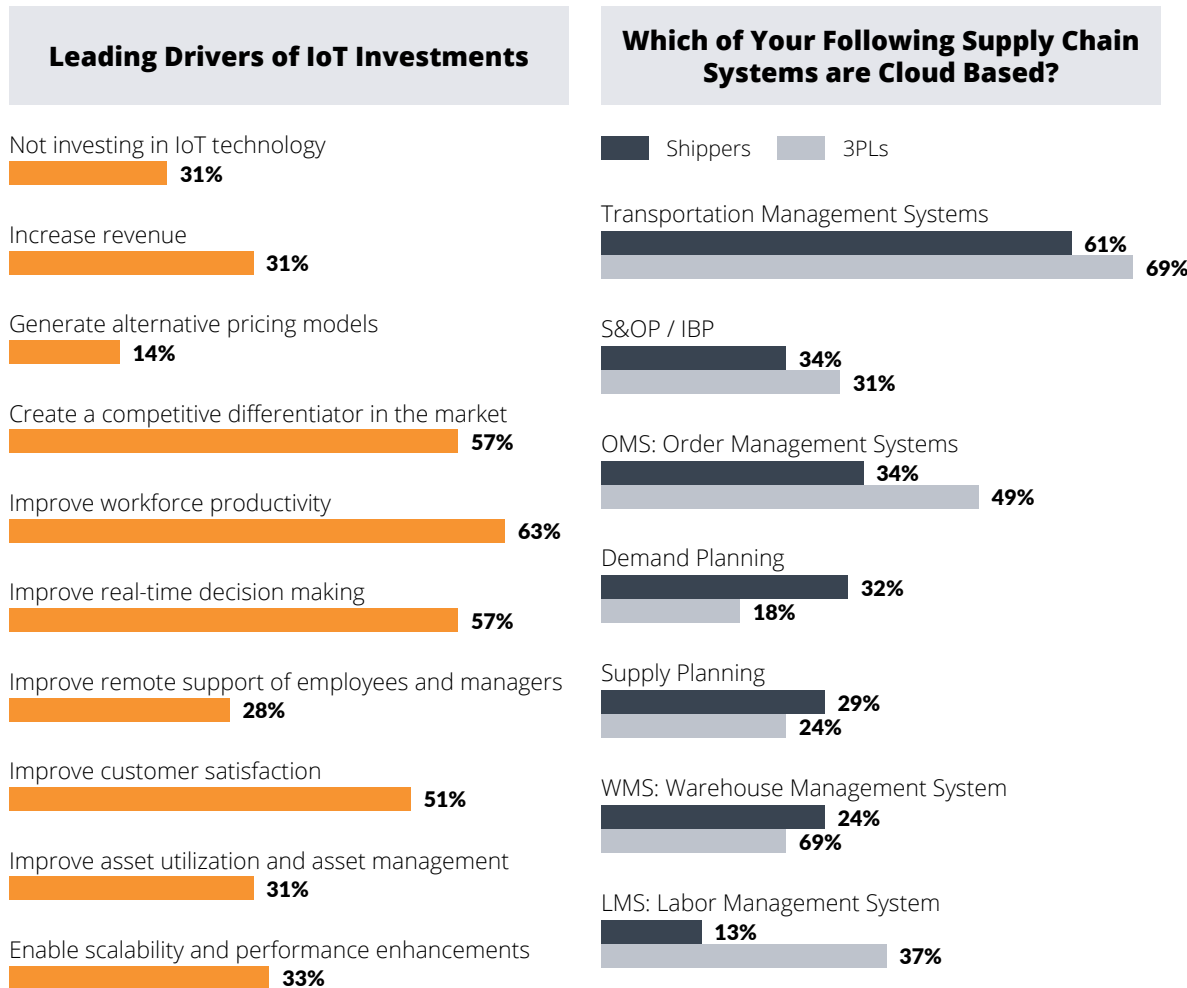 Leading Drivers of IoT Investments
Not investing in IoT technology
31%
Increase revenue
31%
Generate alternative pricing models
14%
Create a competitive differentiator in the market
57%
Improve workforce productivity
63%
Improve real-time decision making
57%
Improve remote support of employees and managers
28%
Improve customer satisfaction
51%
Improve asset utilization and asset management
31%
Enable scalability and performance enhancements
33%
Which of Your Following Supply Chain
Systems are Cloud Based?
Shippers 3PLs
Transportation Management Systems
61%
69%
S&OP / IBP
34%
31%
OMS: Order Management Systems
34%
49%
Demand Planning
32%
18%
Supply Planning
29%
24%
WMS: Warehouse Management System
24%
69%
LMS: Labor Management System
13%
37%